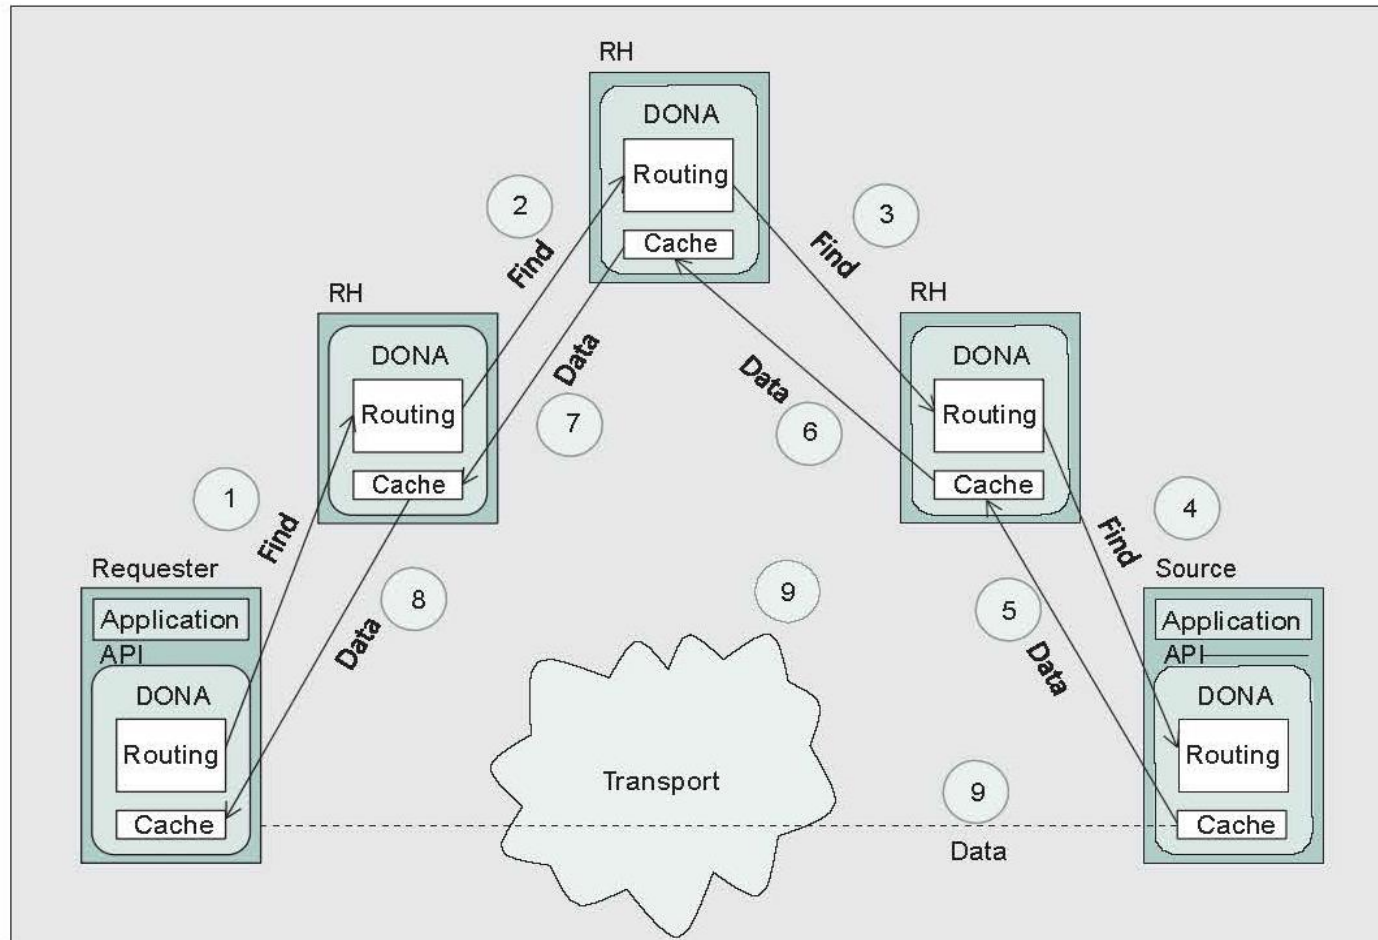 RH
DONA
Routing
Cache
2
Find
3
Find
RH
DONA
Routing
Cache
Data
7
Data
6
RH
DONA
Routing
Cache
1
Find
8
Data
4
Find
5
Data
Requester
Application
API
DONA
Routing
Cache
9
Transport
9
Data
Source
Application
API
DONA
Routing
Cache